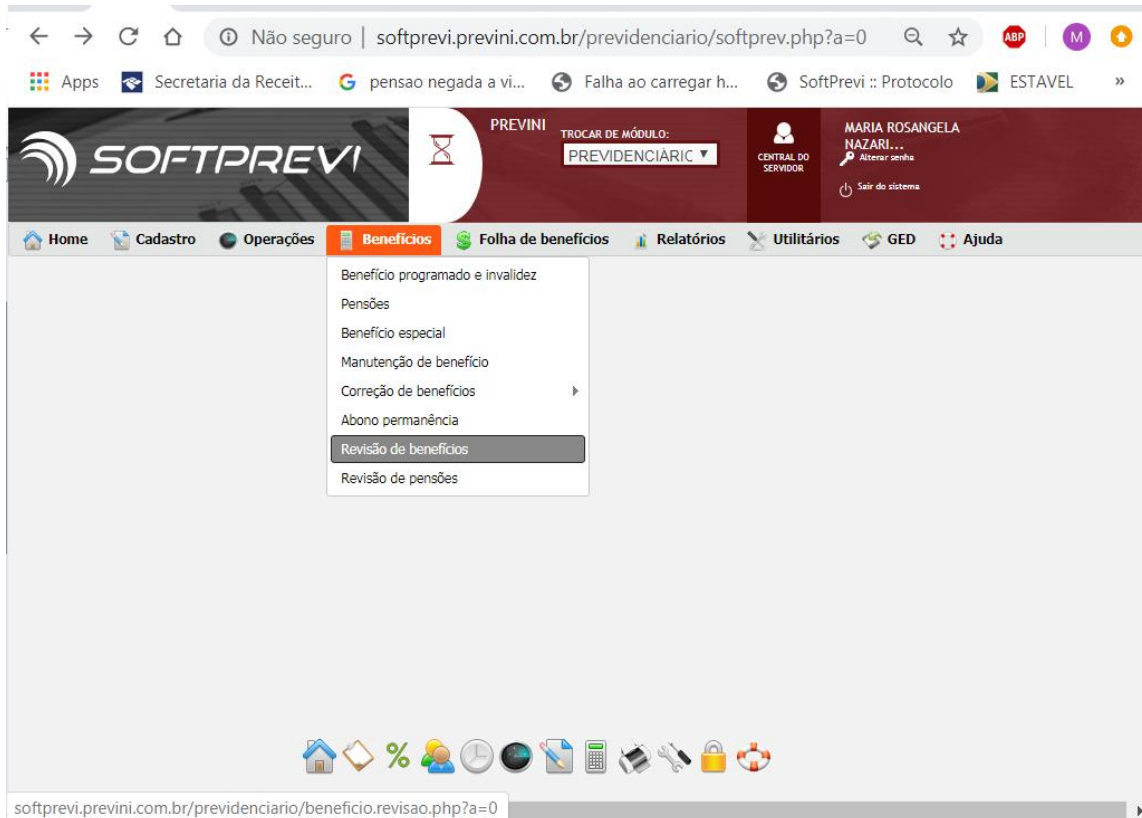 Não seguro | softprevi.previni.com.br/previdenciario/softprev.php?a=0
ABP
M
Apps Secretaria da Receit... pensao negada a vi... Falha ao carregar h... SoftPrevi :: Protocolo ESTAVEL »
SOFTPREVI
PREVINI
TROCAR DE MÓDULO:
PREVIDENCIÁRIC
CENTRAL DO
SERVIDOR
MARIA ROSANGELA
NAZARI...
Alterar senha
Sair do sistema
Home Cadastro Operações Benefícios Folha de benefícios Relatórios Utilitários GED Ajuda
Benefício programado e invalidez
Pensões
Benefício especial
Manutenção de benefício
Correção de benefícios
Abono permanência
Revisão de benefícios
Revisão de pensões
%
softprevi.previni.com.br/previdenciario/beneficio.revisao.php?a=0